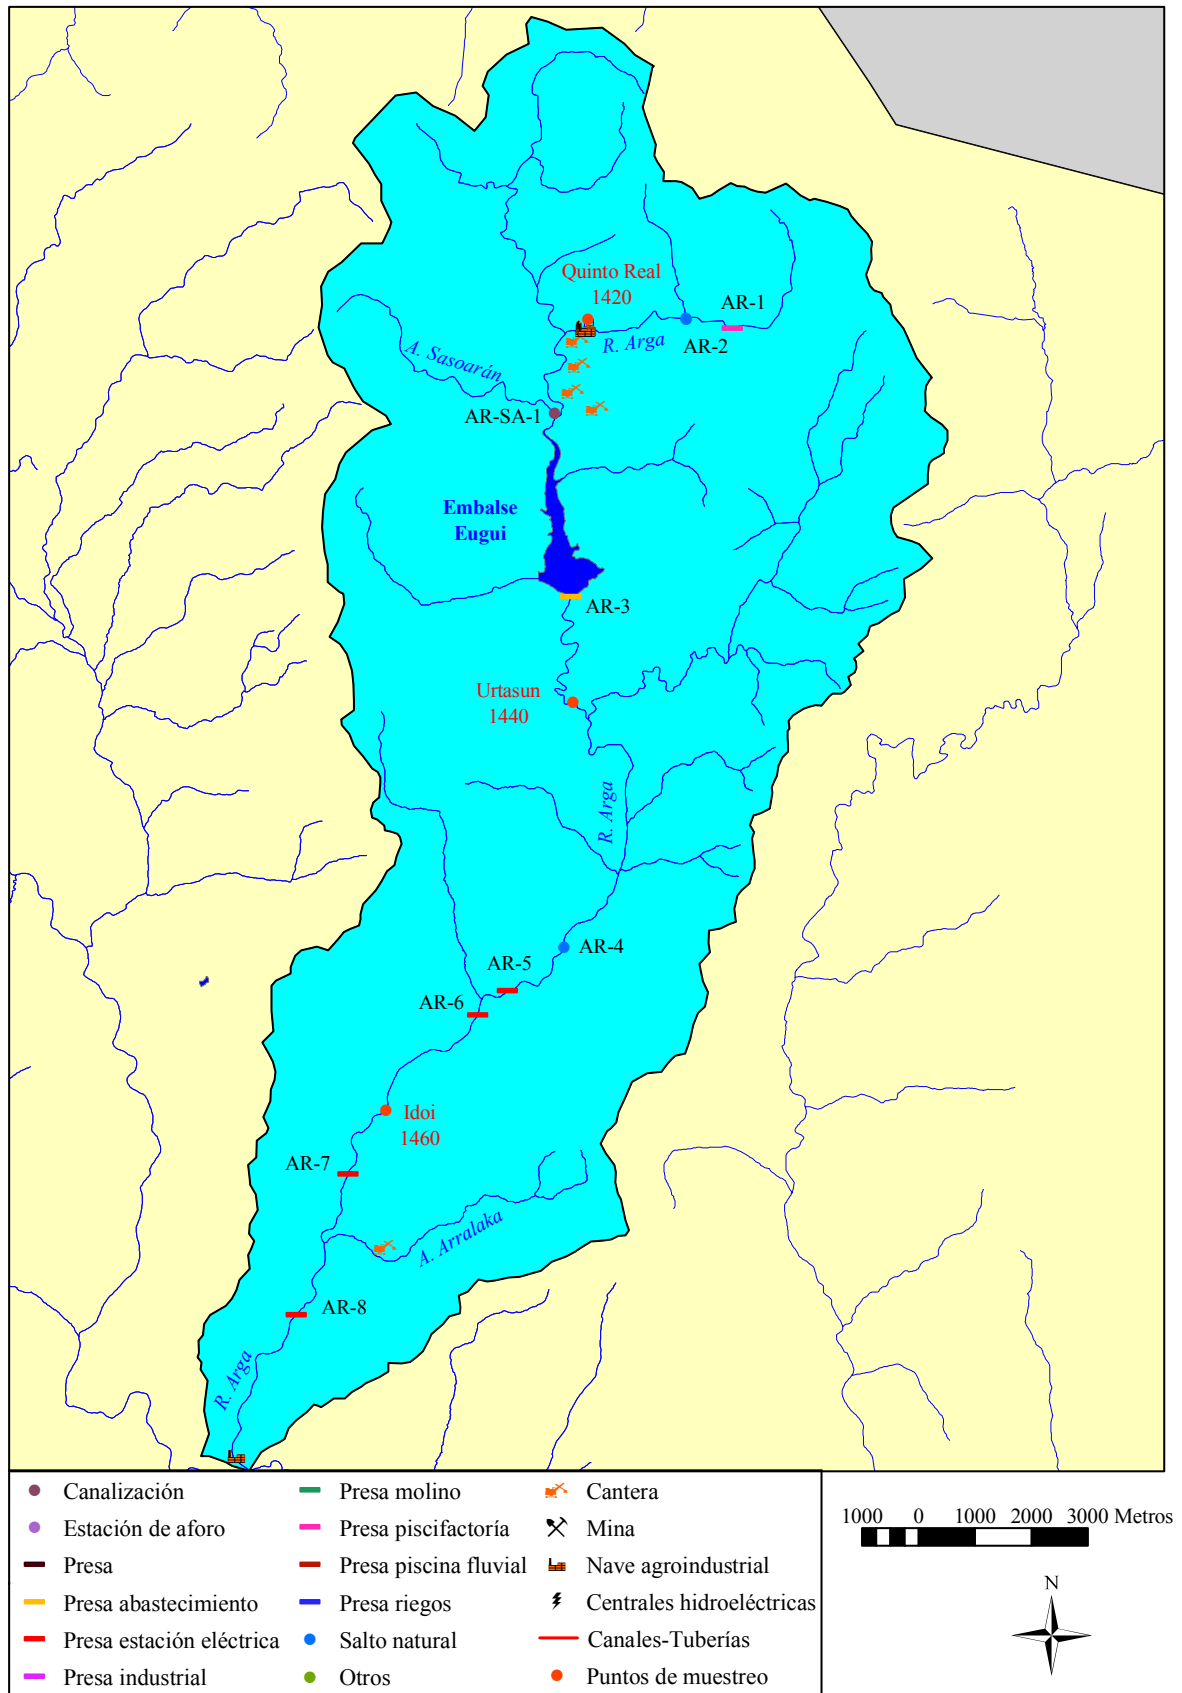 Quinto Real
1420
AR-1
R. Arga
AR-2
A. Sasoarán
AR-SA-1
Embalse
Eugui
AR-3
Urtasun
1440
R. Arga
AR-4
AR-5
AR-6
Idoi
1460
AR-7
A. Arralaka
AR-8
R. Arga
Canalización
Estación de aforo
Presa
Presa abastecimiento
Presa estación eléctrica
Presa industrial
Presa molino
Presa piscifactoría
Presa piscina fluvial
Presa riegos
Salto natural
Otros
Cantera
Mina
Nave agroindustrial
Centrales hidroeléctricas
Canales-Tuberías
Puntos de muestreo
1000 0 1000 2000 3000 Metros
N